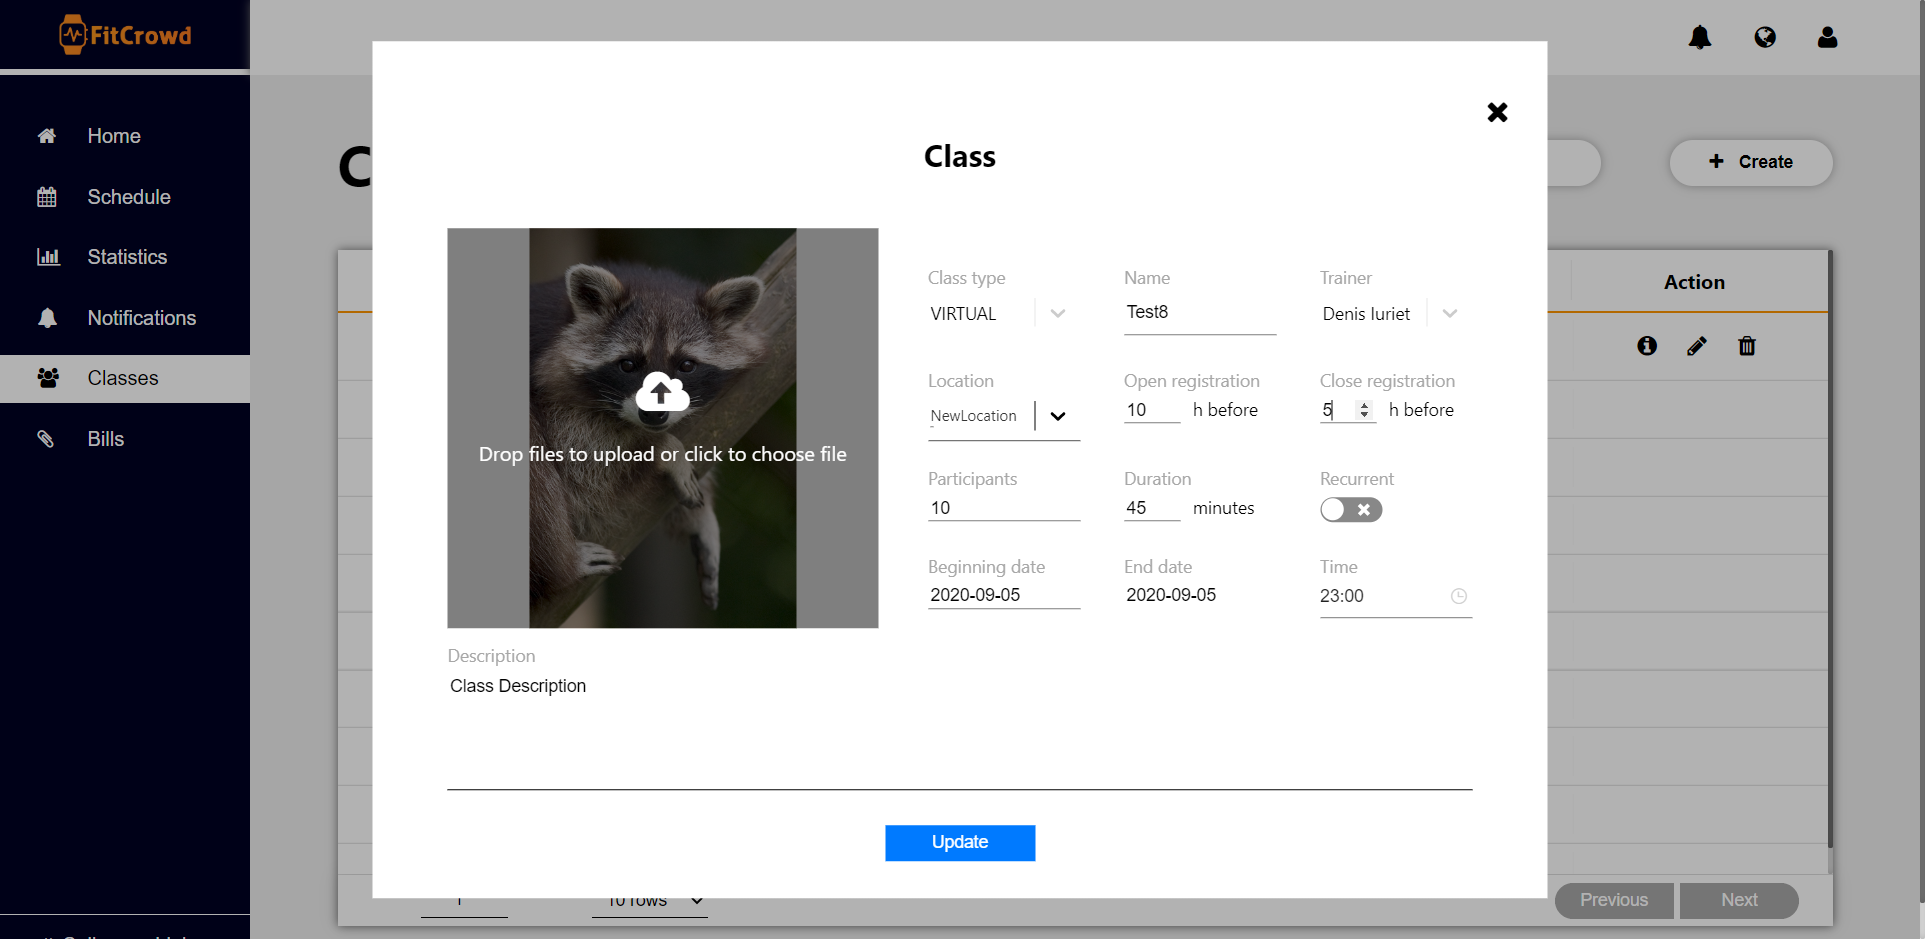 FitCrowd
Home
Schedule
Statistics
Notifications
Classes
Bills
C
Create
Action
Class
Drop files to upload or click to choose file
Class type
VIRTUAL
Name
Test8
Trainer
Denis Iuriet
Location
NewLocation
Open registration
10 h before
Close registration
5 h before
Participants
10
Duration
45 minutes
Recurrent
Beginning date
2020-09-05
End date
2020-09-05
Time
23:00
Description
Class Description
Update
10 rows
Previous
Next